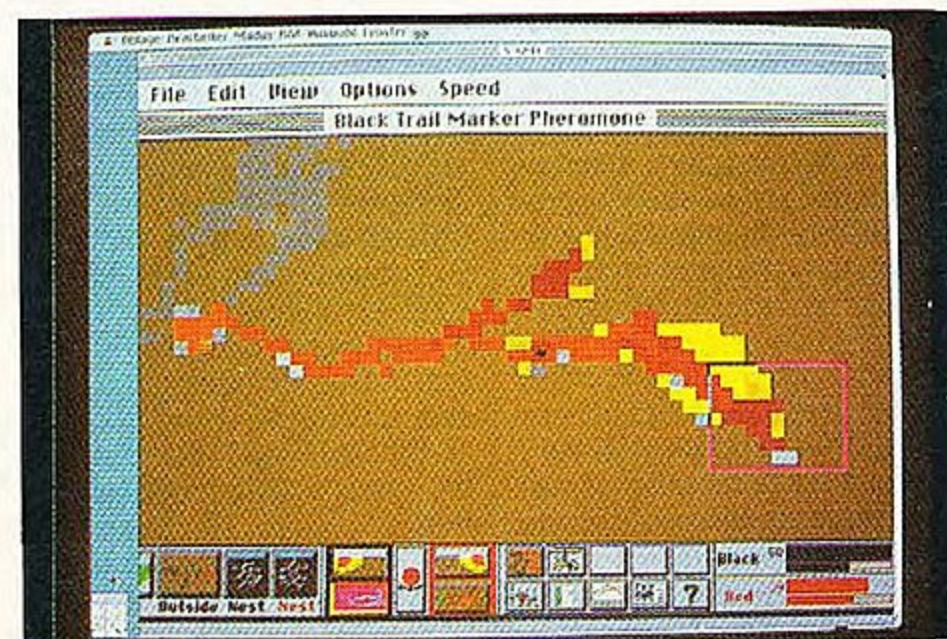 File Edit View Options Speed
Black Trail Marker Pheromone
Black
Outside Nest Nest
?
Red